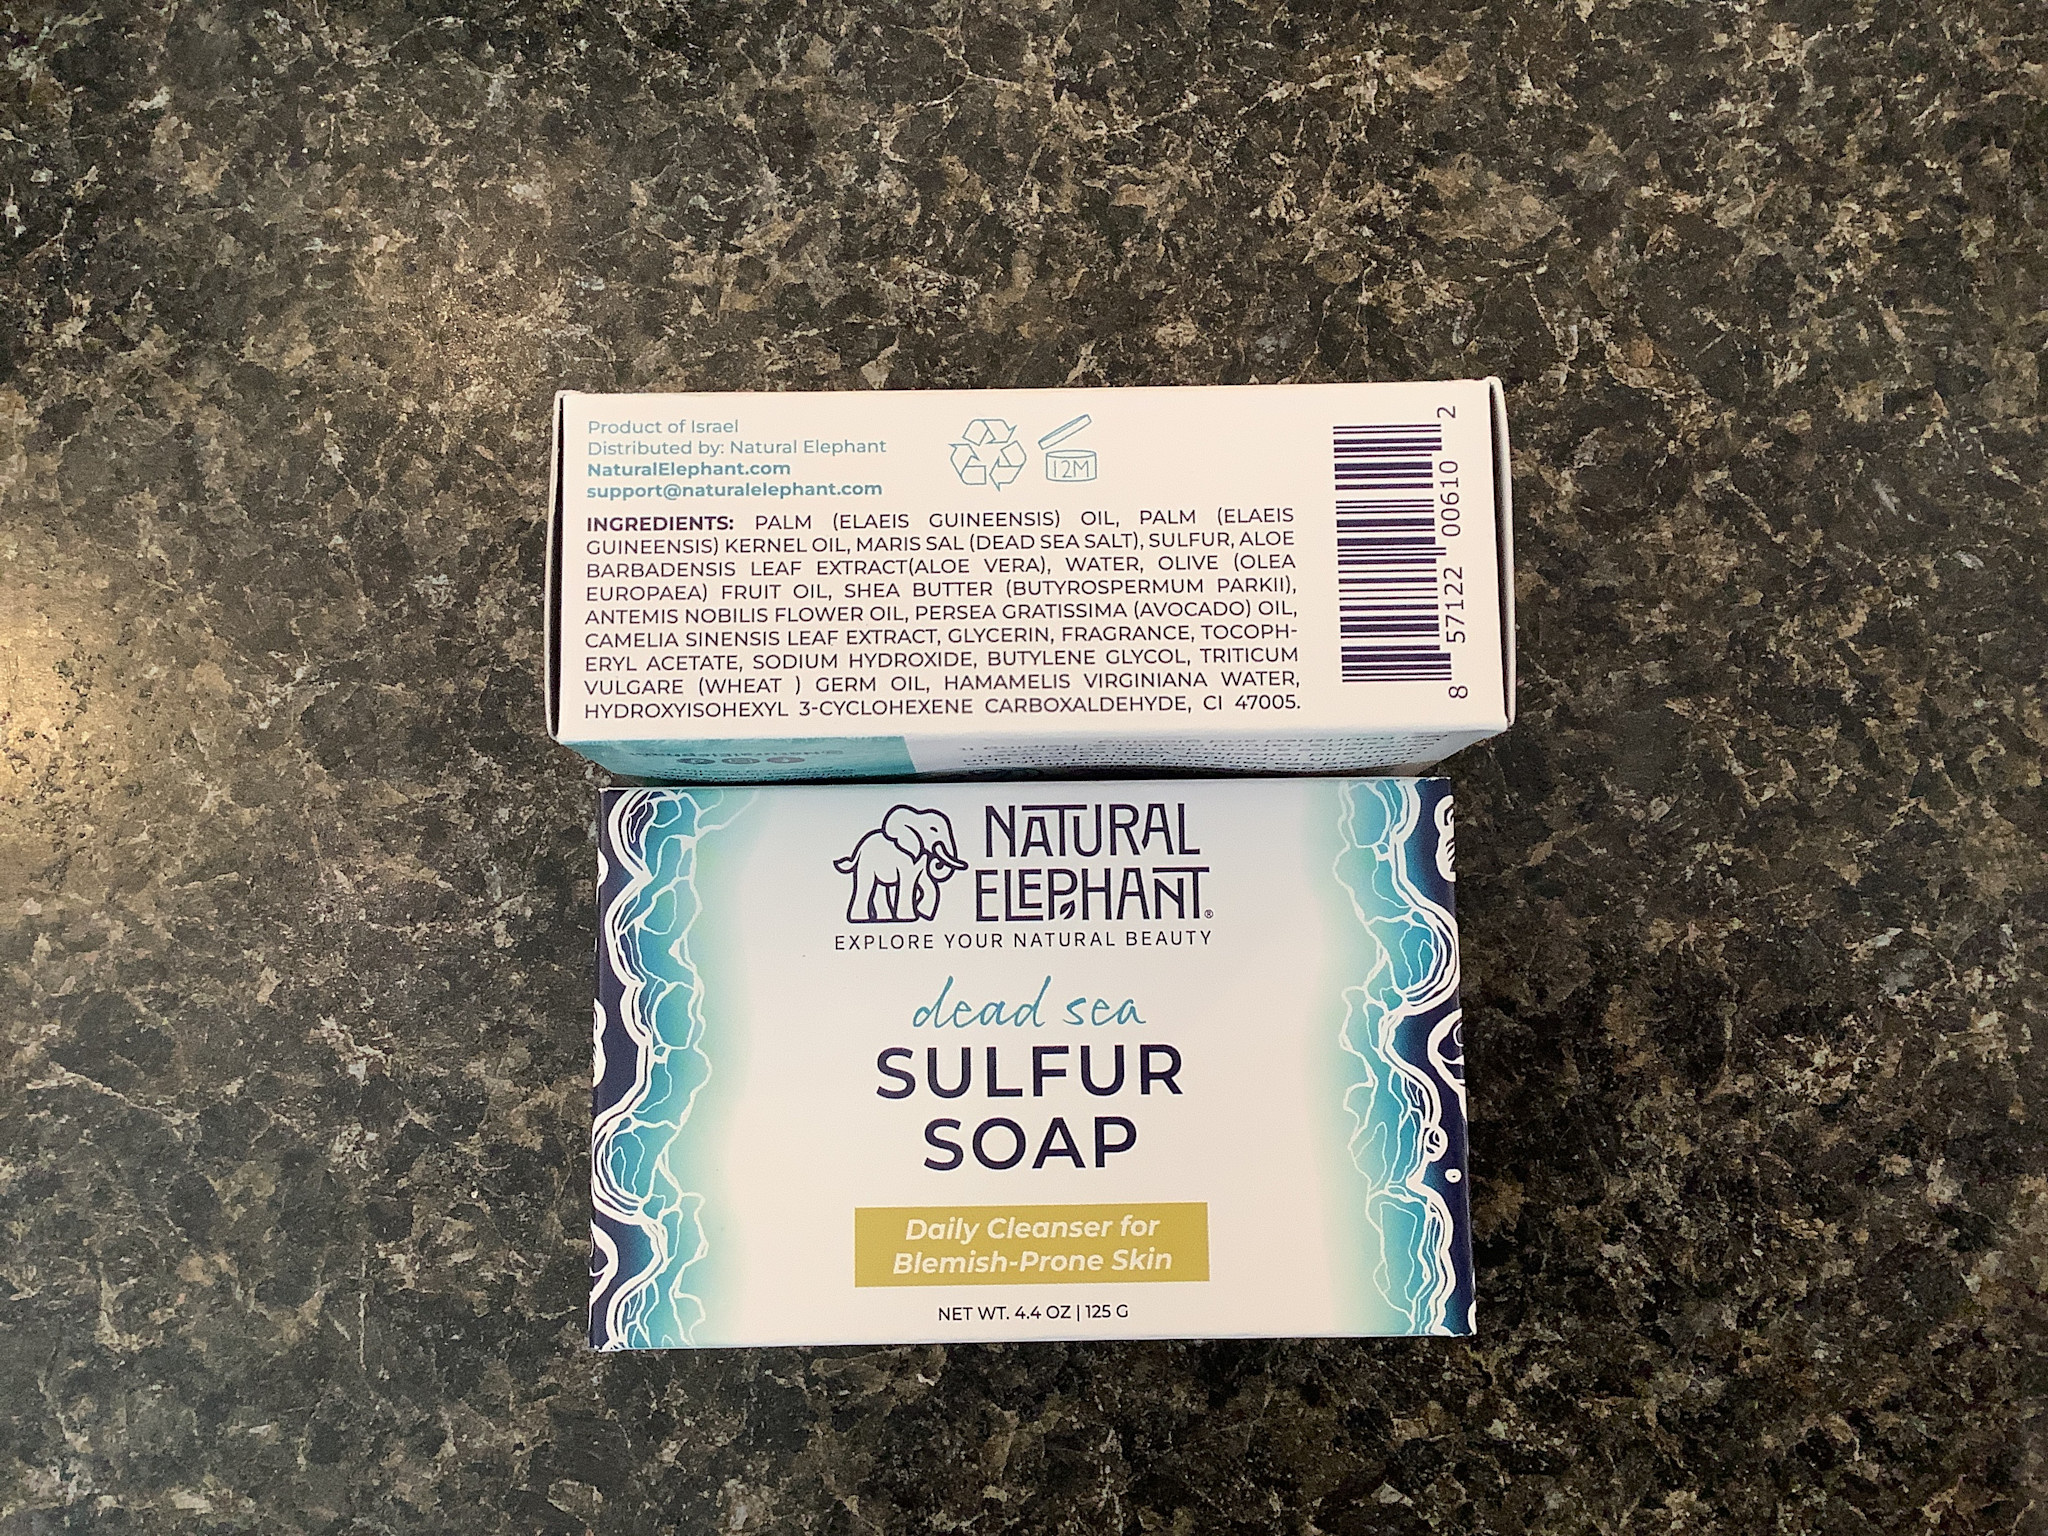 Product of Israel
Distributed by: Natural Elephant
NaturalElephant.com
support@naturalelephant.com
12M
INGREDIENTS: PALM (ELAEIS GUINEENSIS) OIL, PALM (ELAEIS
GUINEENSIS) KERNEL OIL, MARIS SAL (DEAD SEA SALT), SULFUR, ALOE
BARBADENSIS LEAF EXTRACT(ALOE VERA), WATER, OLIVE (OLEA
EUROPAEA) FRUIT OIL, SHEA BUTTER (BUTYROSPERMUM PARKII),
ANTEMIS NOBILIS FLOWER OIL, PERSEA GRATISSIMA (AVOCADO) OIL,
CAMELIA SINENSIS LEAF EXTRACT, GLYCERIN, FRAGRANCE, TOCOPH-
ERYL ACETATE, SODIUM HYDROXIDE, BUTYLENE GLYCOL, TRITICUM
VULGARE (WHEAT ) GERM OIL, HAMAMELIS VIRGINIANA WATER,
HYDROXYISOHEXYL 3-CYCLOHEXENE CARBOXALDEHYDE, CI 47005.
8 57122 00610 2
NATURAL
ELEPHANT®
EXPLORE YOUR NATURAL BEAUTY
dead sea
SULFUR
SOAP
Daily Cleanser for
Blemish-Prone Skin
NET WT. 4.4 OZ | 125 G